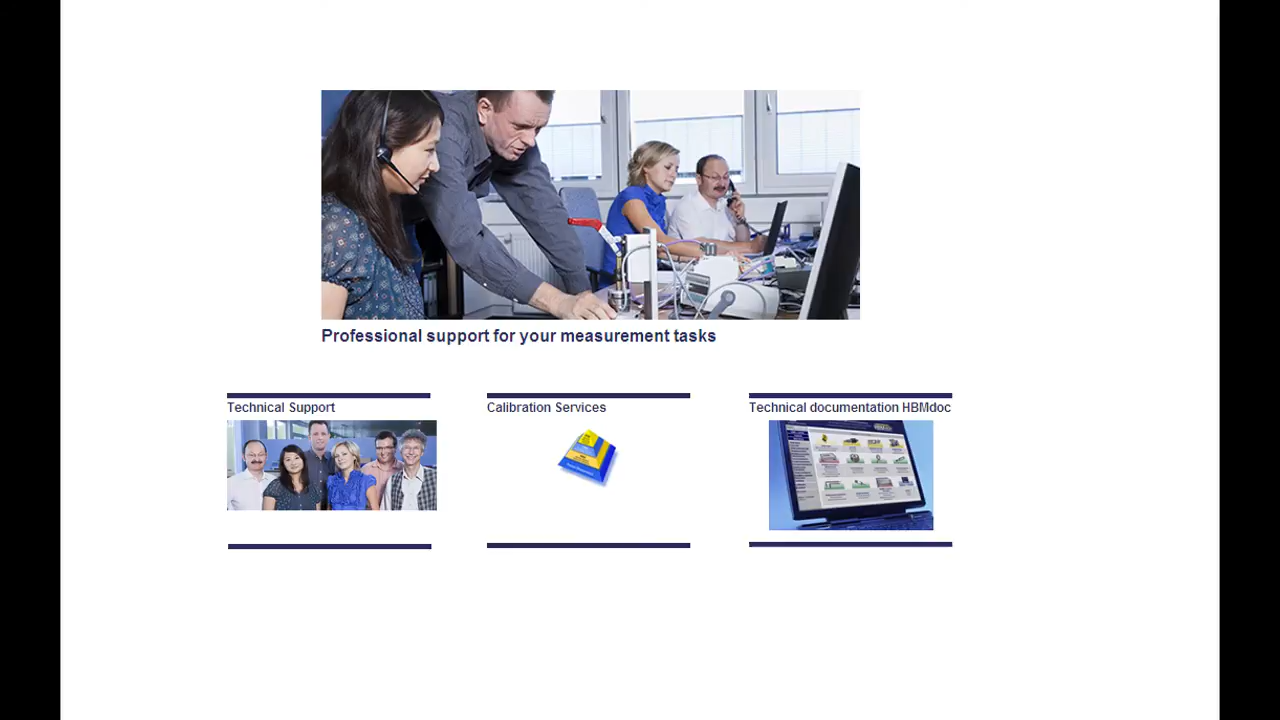 Professional support for your measurement tasks
Technical Support
Calibration Services
Technical documentation HBMdoc